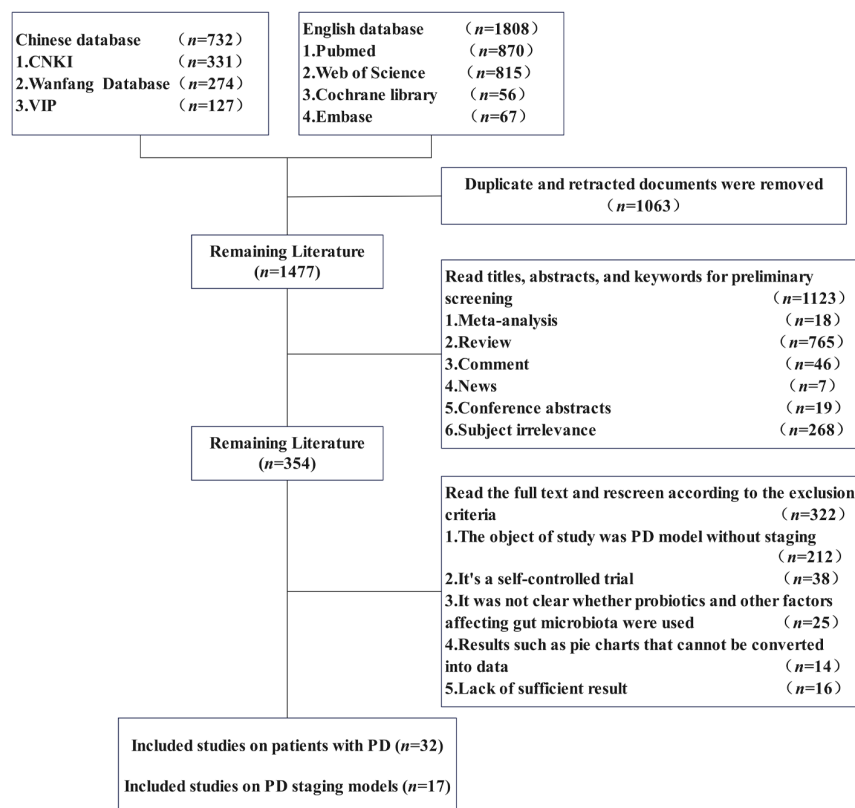 Chinese database （n=732）
1.CNKI （n=331）
2.Wanfang Database（n=274）
3.VIP （n=127）
English database （n=1808）
1.Pubmed （n=870）
2.Web of Science （n=815）
3.Cochrane library （n=56）
4.Embase （n=67）
Duplicate and retracted documents were removed
（n=1063）
Remaining Literature
(n=1477)
Read titles, abstracts, and keywords for preliminary
screening （n=1123）
1.Meta-analysis （n=18）
2.Review （n=765）
3.Comment （n=46）
4.News （n=7）
5.Conference abstracts （n=19）
6.Subject irrelevance （n=268）
Remaining Literature
(n=354)
Read the full text and rescreen according to the exclusion
criteria （n=322）
1.The object of study was PD model without staging
（n=212）
2.It's a self-controlled trial （n=38）
3.It was not clear whether probiotics and other factors
affecting gut microbiota were used （n=25）
4.Results such as pie charts that cannot be converted
into data （n=14）
5.Lack of sufficient result （n=16）
Included studies on patients with PD (n=32)
Included studies on PD staging models (n=17)